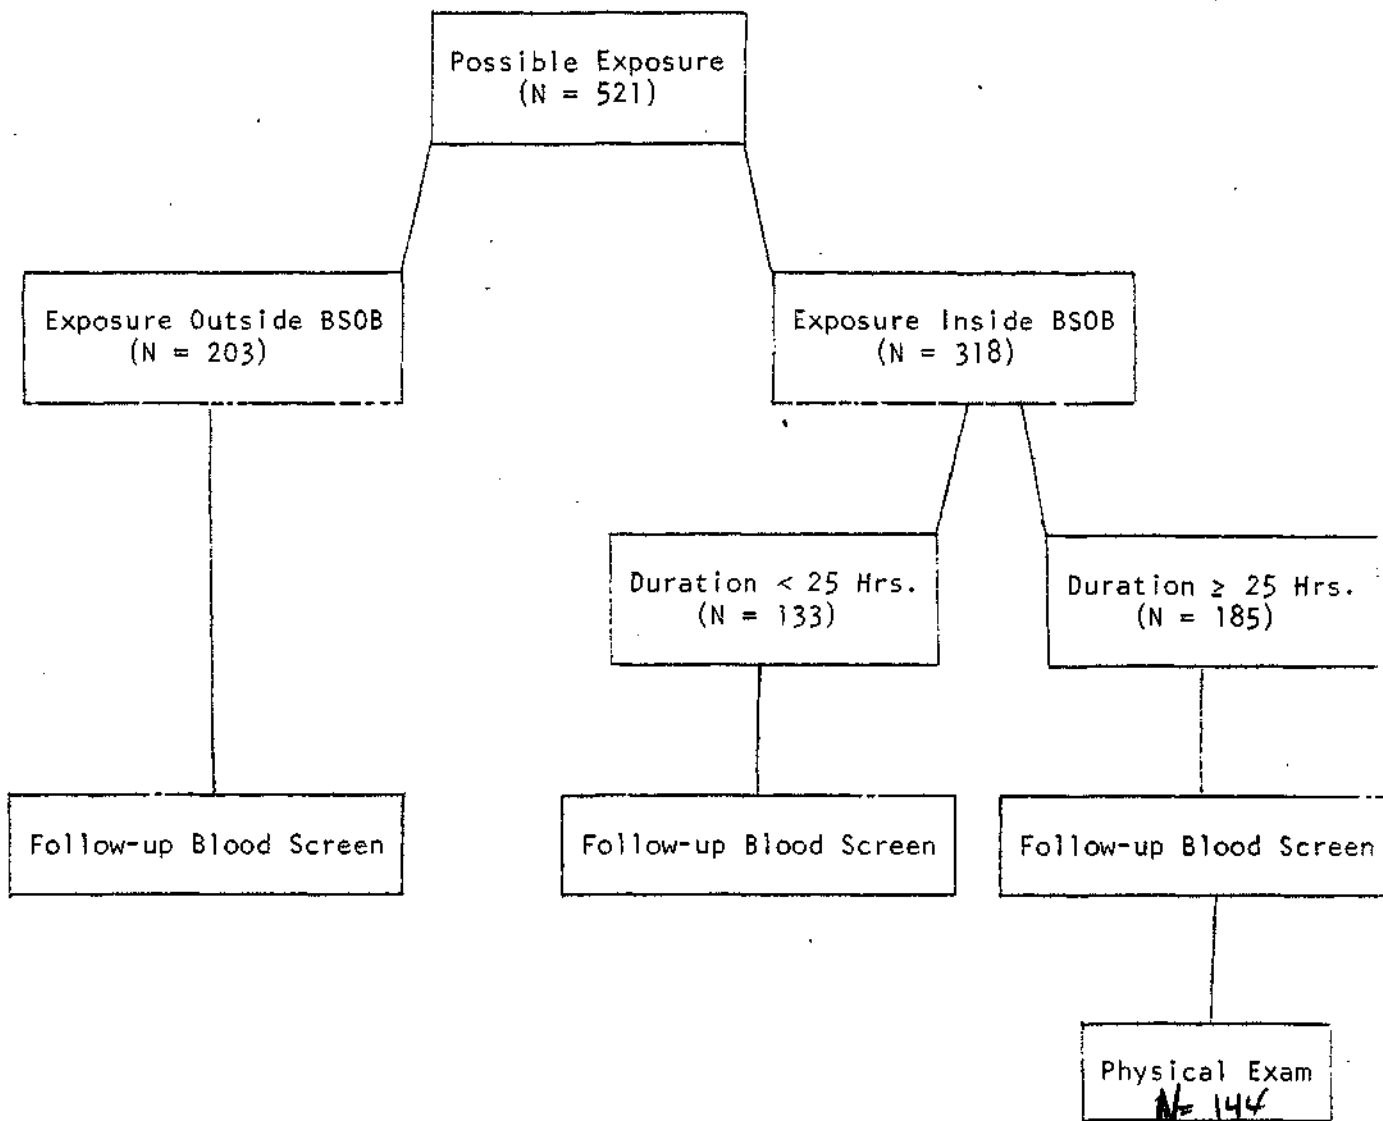 Possible Exposure
(N = 521)
Exposure Outside BSOB
(N = 203)
Exposure Inside BSOB
(N = 318)
Duration < 25 Hrs.
(N = 133)
Duration ≥ 25 Hrs.
(N = 185)
Follow-up Blood Screen
Follow-up Blood Screen
Follow-up Blood Screen
Physical Exam
N= 144